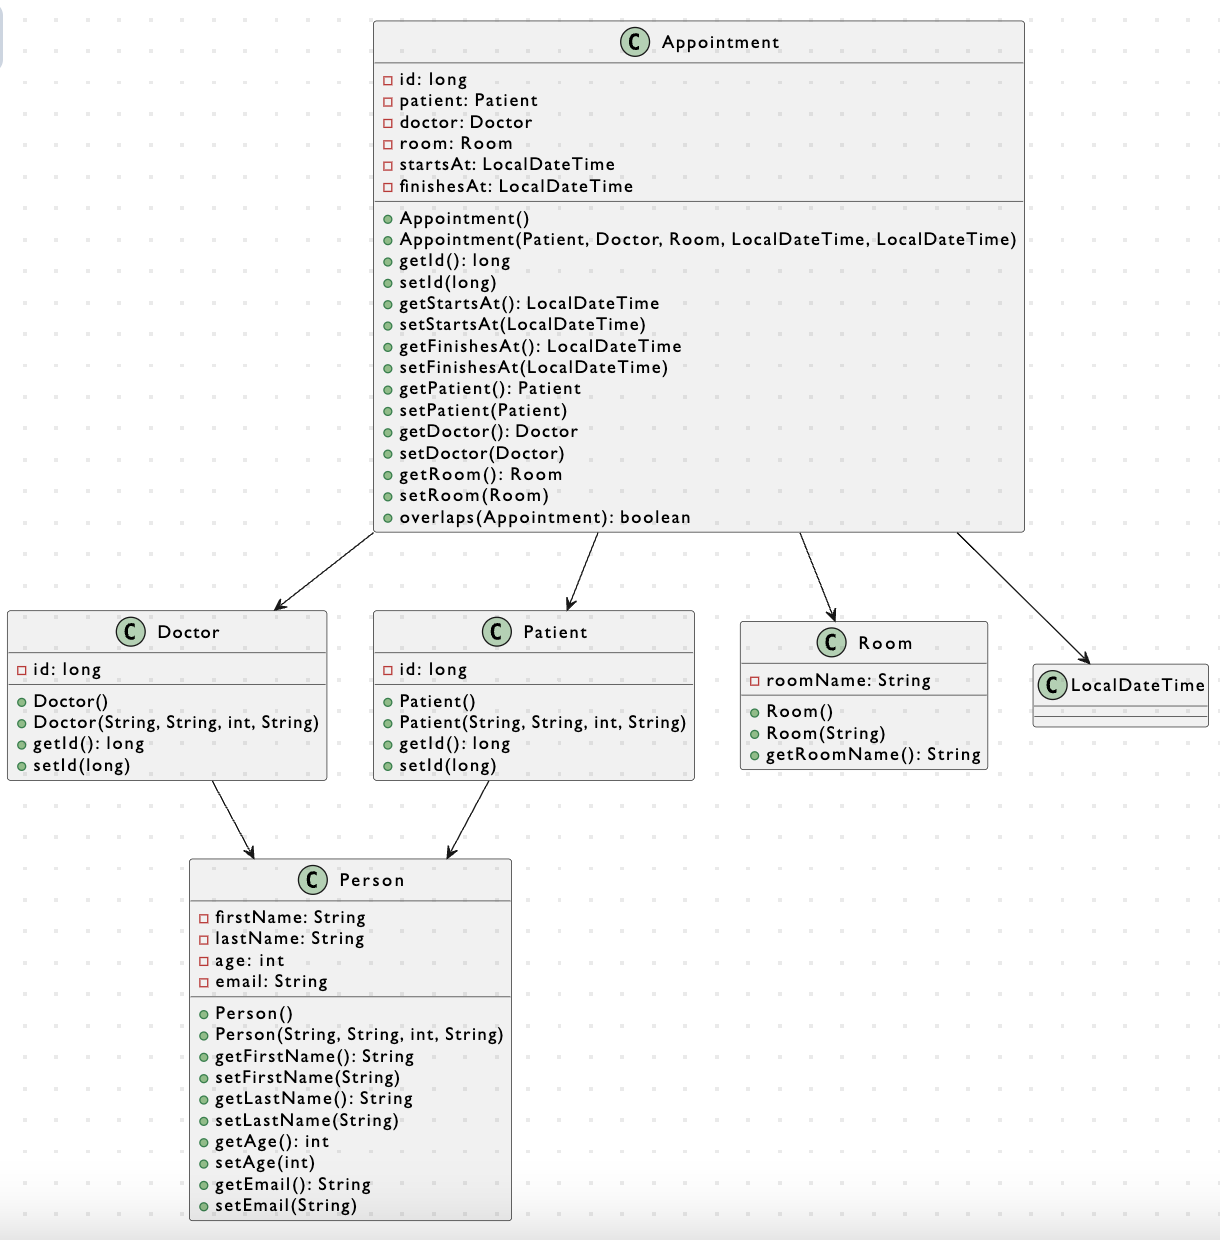 C Appointment
id: long
patient: Patient
doctor: Doctor
room: Room
startsAt: LocalDateTime
finishesAt: LocalDateTime
Appointment()
Appointment(Patient, Doctor, Room, LocalDateTime, LocalDateTime)
getId(): long
setId(long)
getStartsAt(): LocalDateTime
setStartsAt(LocalDateTime)
getFinishesAt(): LocalDateTime
setFinishesAt(LocalDateTime)
getPatient(): Patient
setPatient(Patient)
getDoctor(): Doctor
setDoctor(Doctor)
getRoom(): Room
setRoom(Room)
overlaps(Appointment): boolean
C Doctor
id: long
Doctor()
Doctor(String, String, int, String)
getId(): long
setId(long)
C Patient
id: long
Patient()
Patient(String, String, int, String)
getId(): long
setId(long)
C Room
roomName: String
Room()
Room(String)
getRoomName(): String
C LocalDateTime
C Person
firstName: String
lastName: String
age: int
email: String
Person()
Person(String, String, int, String)
getFirstName(): String
setFirstName(String)
getLastName(): String
setLastName(String)
getAge(): int
setAge(int)
getEmail(): String
setEmail(String)